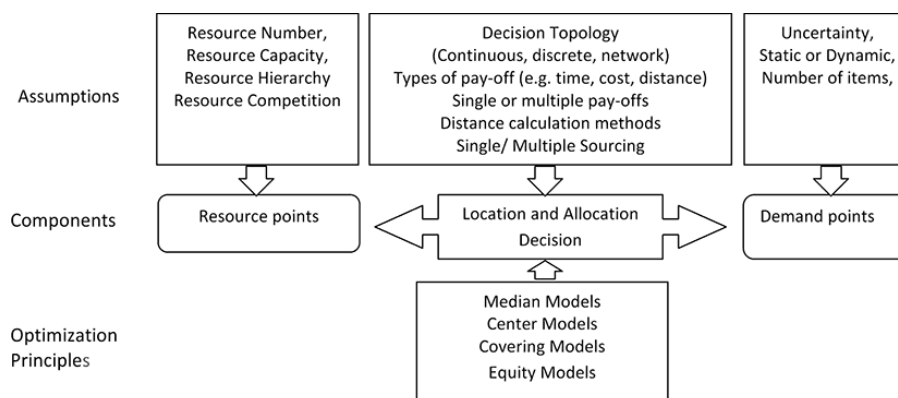 Assumptions
Resource Number,
Resource Capacity,
Resource Hierarchy
Resource Competition
Decision Topology
(Continuous, discrete, network)
Types of pay-off (e.g. time, cost, distance)
Single or multiple pay-offs
Distance calculation methods
Single/ Multiple Sourcing
Uncertainty,
Static or Dynamic,
Number of items,
Components
Resource points
Location and Allocation
Decision
Demand points
Optimization
Principles
Median Models
Center Models
Covering Models
Equity Models